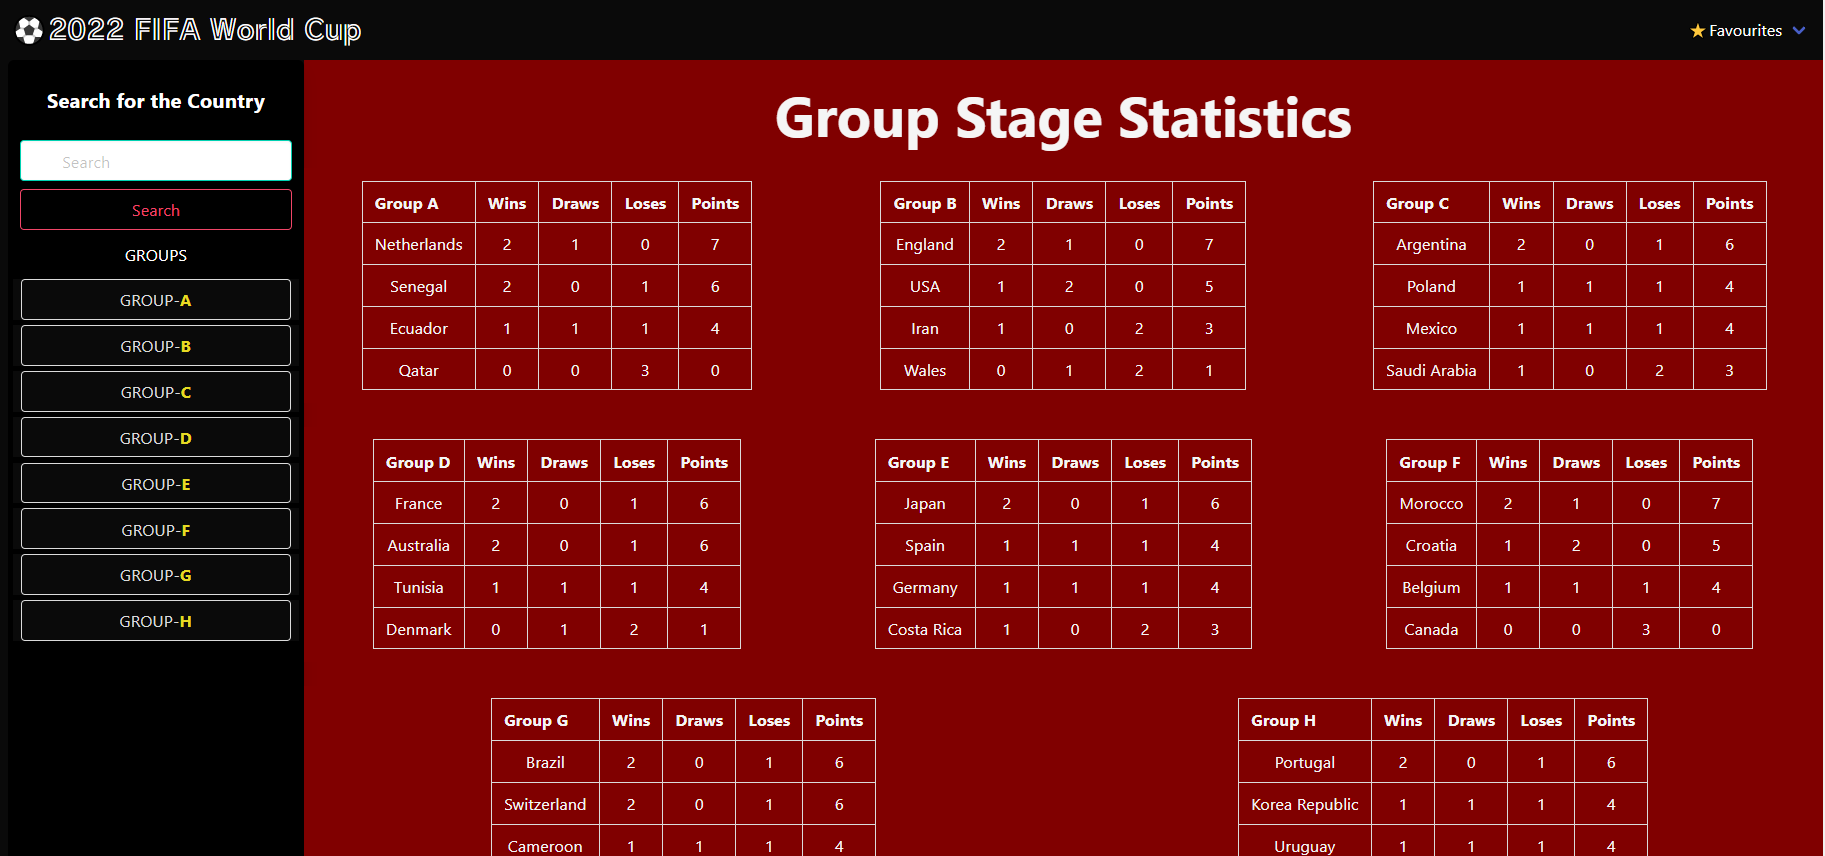 2022 FIFA World Cup
Favourites
Search for the Country
Search
Search
GROUPS
GROUP-A
GROUP-B
GROUP-C
GROUP-D
GROUP-E
GROUP-F
GROUP-G
GROUP-H
Group Stage Statistics
Group A Wins Draws Loses Points
Netherlands 2 1 0 7
Senegal 2 0 1 6
Ecuador 1 1 1 4
Qatar 0 0 3 0
Group B Wins Draws Loses Points
England 2 1 0 7
USA 1 2 0 5
Iran 1 0 2 3
Wales 0 1 2 1
Group C Wins Draws Loses Points
Argentina 2 0 1 6
Poland 1 1 1 4
Mexico 1 1 1 4
Saudi Arabia 1 0 2 3
Group D Wins Draws Loses Points
France 2 0 1 6
Australia 2 0 1 6
Tunisia 1 1 1 4
Denmark 0 1 2 1
Group E Wins Draws Loses Points
Japan 2 0 1 6
Spain 1 1 1 4
Germany 1 1 1 4
Costa Rica 1 0 2 3
Group F Wins Draws Loses Points
Morocco 2 1 0 7
Croatia 1 2 0 5
Belgium 1 1 1 4
Canada 0 0 3 0
Group G Wins Draws Loses Points
Brazil 2 0 1 6
Switzerland 2 0 1 6
Cameroon 1 1 1 4
Group H Wins Draws Loses Points
Portugal 2 0 1 6
Korea Republic 1 1 1 4
Uruguay 1 1 1 4